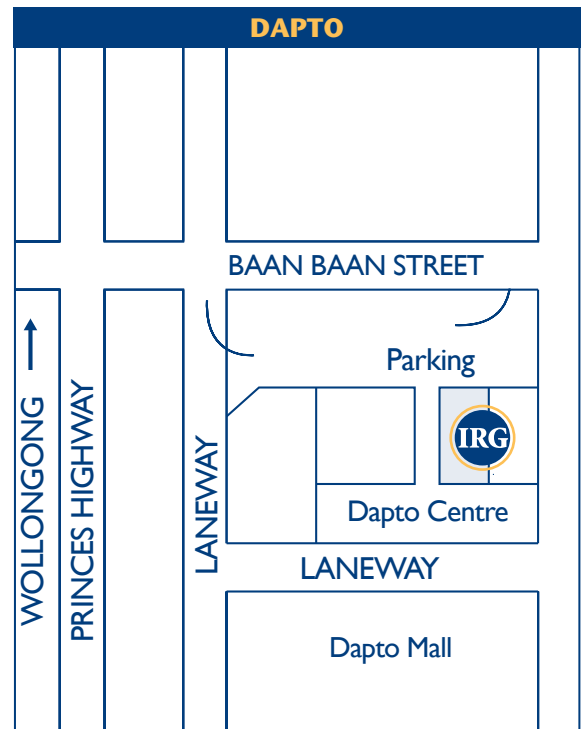 DAPTO
BAAN BAAN STREET
Parking
IRG
WOLLONGONG
PRINCES HIGHWAY
LANEWAY
Dapto Centre
LANEWAY
Dapto Mall